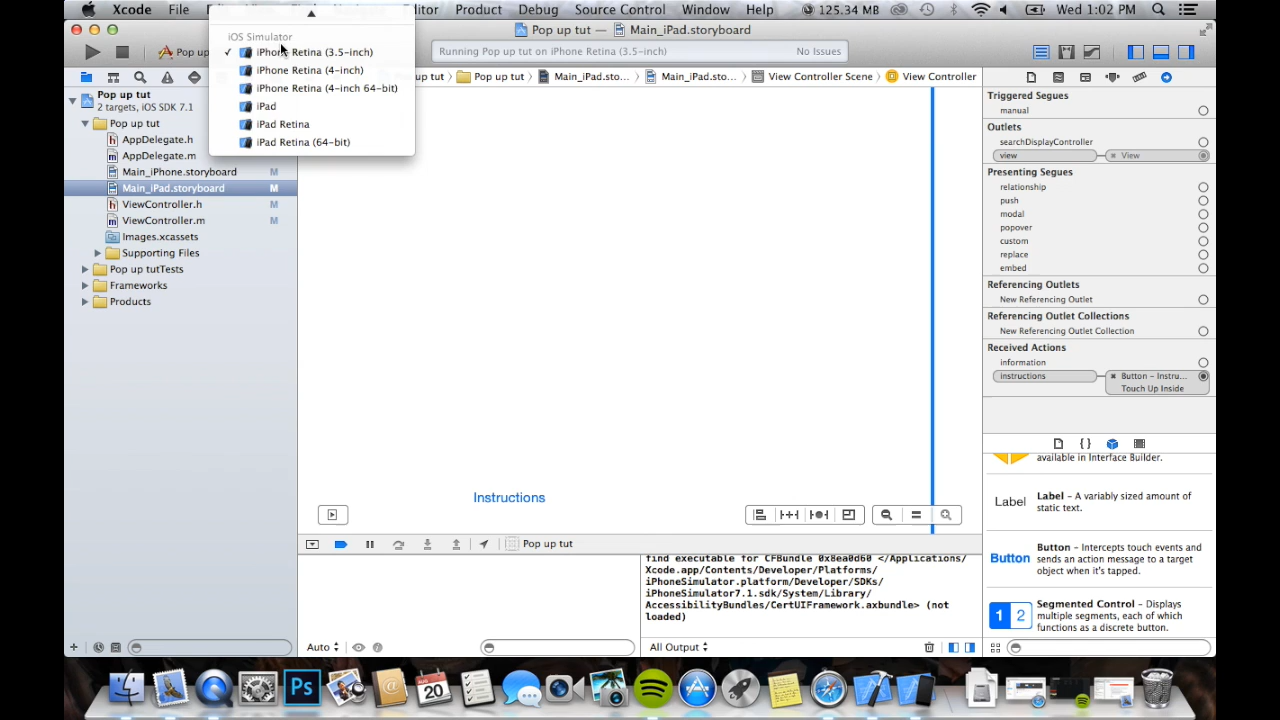 Xcode File Editor Product Debug Source Control Window Help 125.34 MB Wed 1:02 PM
Pop up tut — Main_iPad.storyboard
iOS Simulator
Pop up
✓ iPhone Retina (3.5-inch)
iPhone Retina (4-inch)
iPhone Retina (4-inch 64-bit)
iPad
iPad Retina
iPad Retina (64-bit)
Running Pop up tut on iPhone Retina (3.5-inch) No Issues
up tut Pop up tut Main_iPad.sto... Main_iPad.sto... View Controller Scene View Controller
Pop up tut
2 targets, iOS SDK 7.1
Pop up tut
AppDelegate.h
AppDelegate.m
Main_iPhone.storyboard M
Main_iPad.storyboard M
ViewController.h M
ViewController.m M
Images.xcassets
Supporting Files
Pop up tutTests
Frameworks
Products
Instructions
Pop up tut
find executable for CFBundle 0x8ea0d60 </Applications/
Xcode.app/Contents/Developer/Platforms/
iPhoneSimulator.platform/Developer/SDKs/
iPhoneSimulator7.1.sdk/System/Library/
AccessibilityBundles/CertUIFramework.axbundle> (not
loaded)
Auto
All Output
Triggered Segues
manual
Outlets
searchDisplayController
view View
Presenting Segues
relationship
push
modal
popover
custom
replace
embed
Referencing Outlets
New Referencing Outlet
Referencing Outlet Collections
New Referencing Outlet Collection
Received Actions
information
instructions Button – Instru...
Touch Up Inside
available in Interface Builder.
Label
Label – A variably sized amount of
static text.
Button
Button – Intercepts touch events and
sends an action message to a target
object when it's tapped.
1 2
Segmented Control – Displays
multiple segments, each of which
functions as a discrete button.
Ps
AUG
20